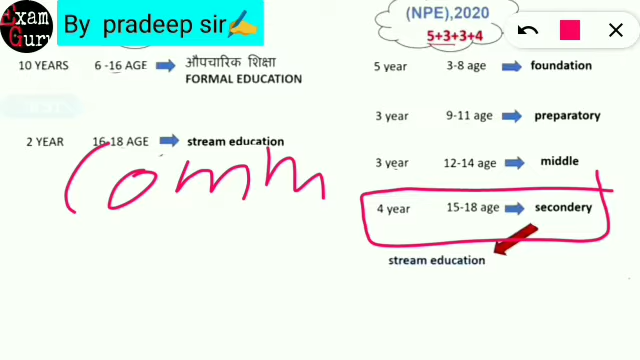 Exam
Guru
By pradeep sir✍
(NPE),2020
5+3+3+4
10 YEARS 6 -16 AGE औपचारिक शिक्षा
FORMAL EDUCATION
2 YEAR 16-18 AGE stream education
Comm
5 year 3-8 age foundation
3 year 9-11 age preparatory
3 year 12-14 age middle
4 year 15-18 age secondery
stream education